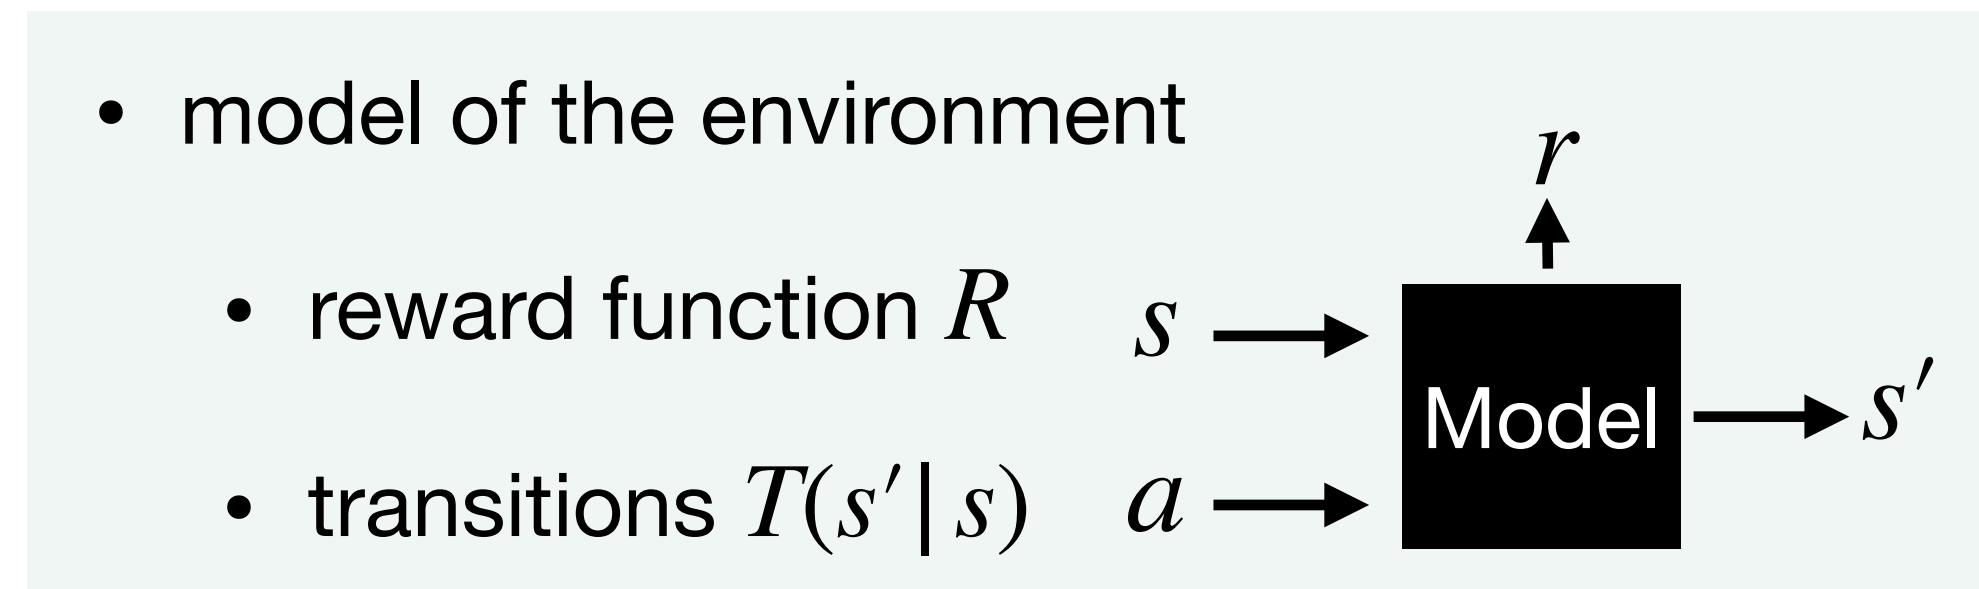 • model of the environment
• reward function R
• transitions T(s′ | s)
s
a
r
Model
s′